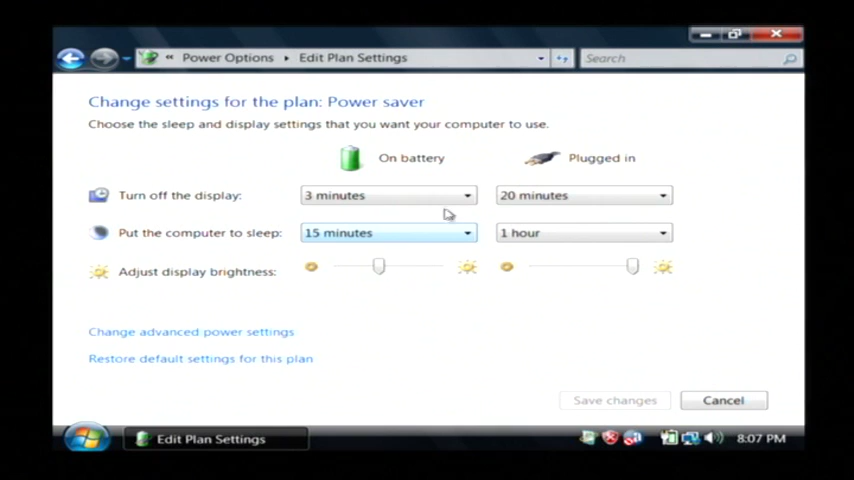 « Power Options ▸ Edit Plan Settings Search
Change settings for the plan: Power saver
Choose the sleep and display settings that you want your computer to use.
On battery Plugged in
Turn off the display: 3 minutes 20 minutes
Put the computer to sleep: 15 minutes 1 hour
Adjust display brightness:
Change advanced power settings
Restore default settings for this plan
Save changes Cancel
Edit Plan Settings 8:07 PM